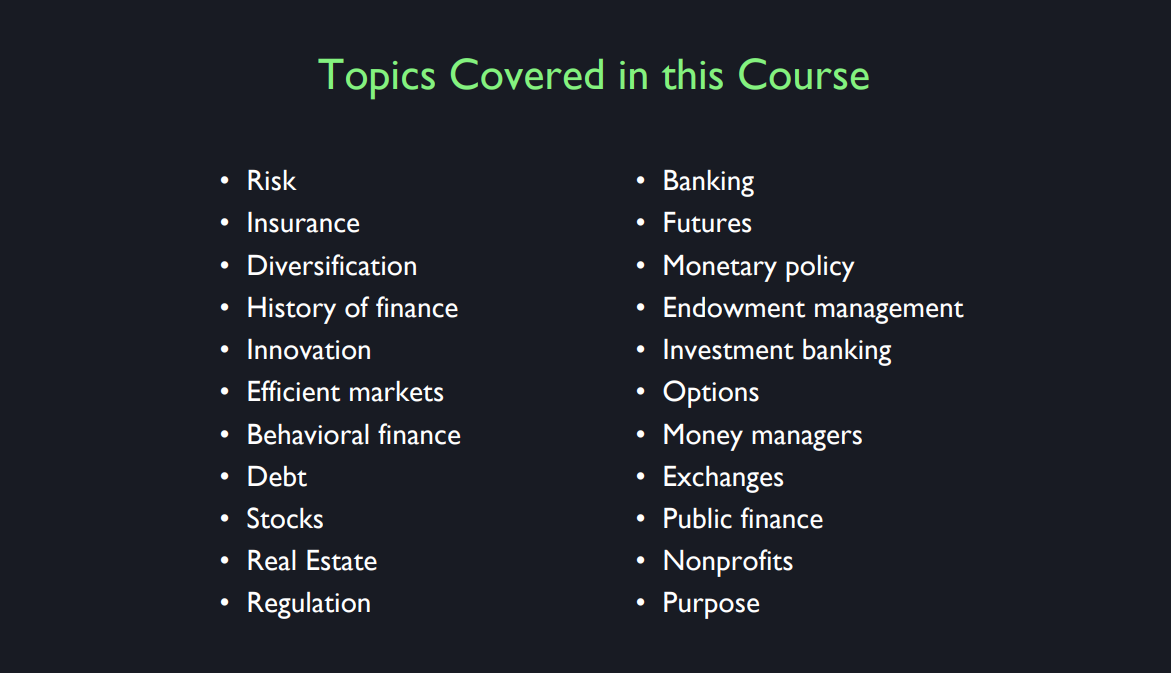 Topics Covered in this Course
• Risk
• Insurance
• Diversification
• History of finance
• Innovation
• Efficient markets
• Behavioral finance
• Debt
• Stocks
• Real Estate
• Regulation
• Banking
• Futures
• Monetary policy
• Endowment management
• Investment banking
• Options
• Money managers
• Exchanges
• Public finance
• Nonprofits
• Purpose